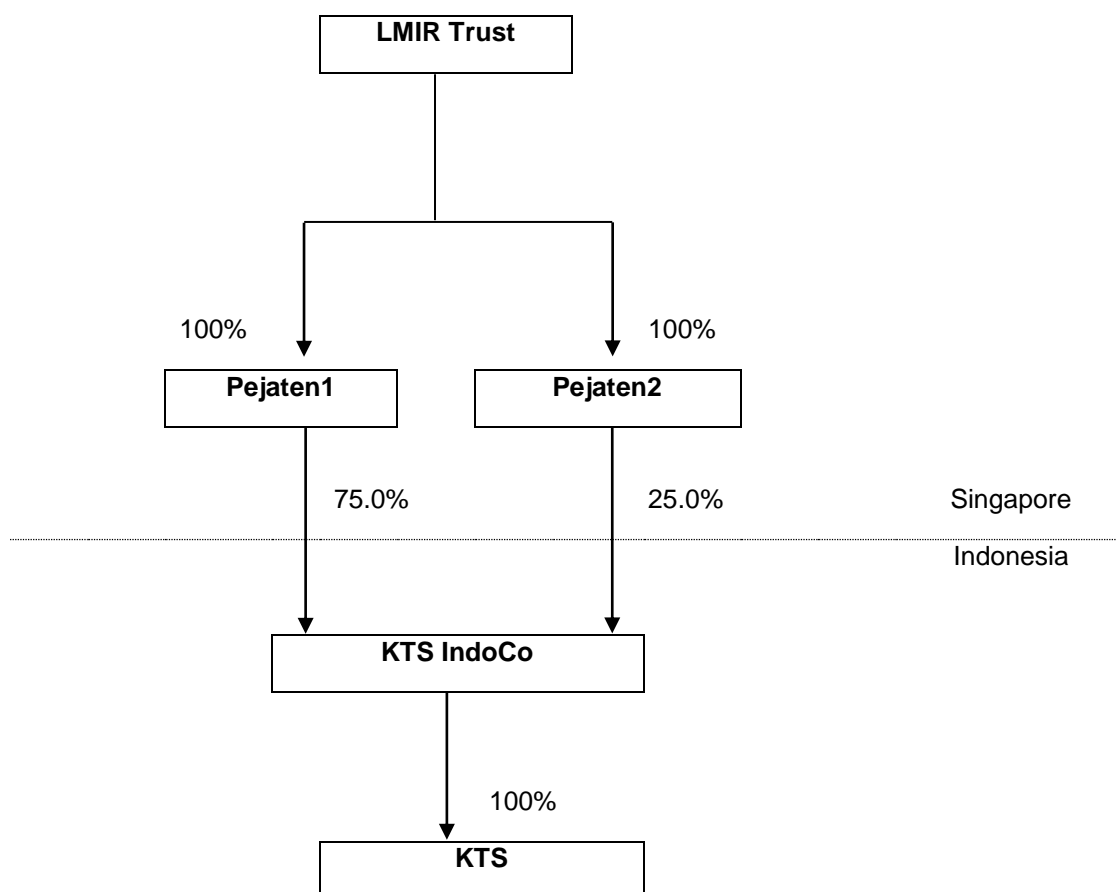 LMIR Trust
100%
100%
Pejaten1
Pejaten2
75.0%
25.0%
Singapore
Indonesia
KTS IndoCo
100%
KTS